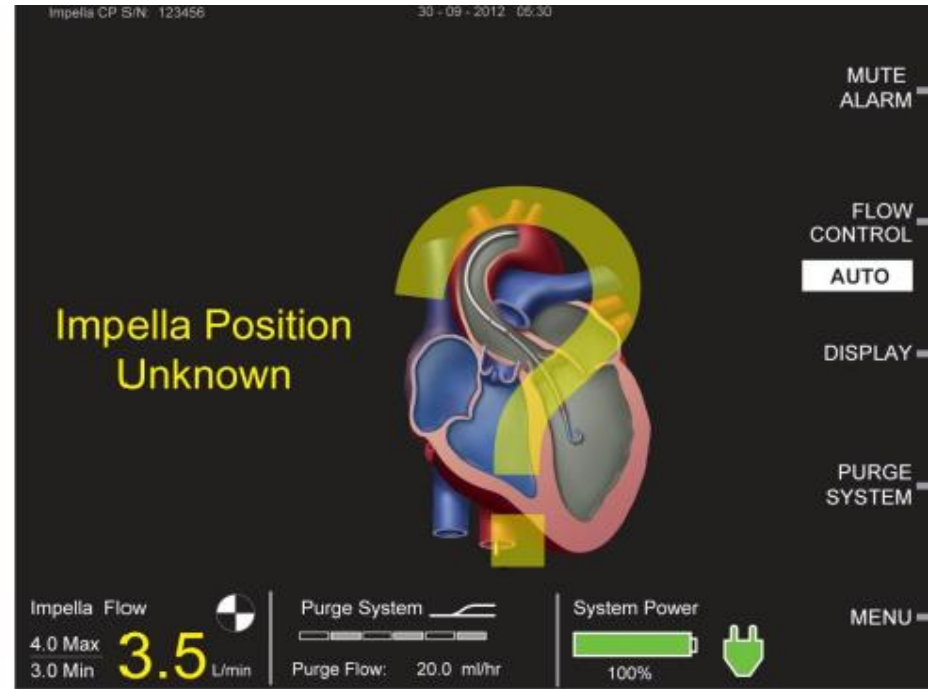 Impella CP S/N: 123456
30 - 09 - 2012 05:30
MUTE
ALARM
FLOW
CONTROL
AUTO
Impella Position
Unknown
DISPLAY
PURGE
SYSTEM
MENU
Impella Flow
4.0 Max
3.0 Min
3.5 L/min
Purge System
Purge Flow: 20.0 ml/hr
System Power
100%
?